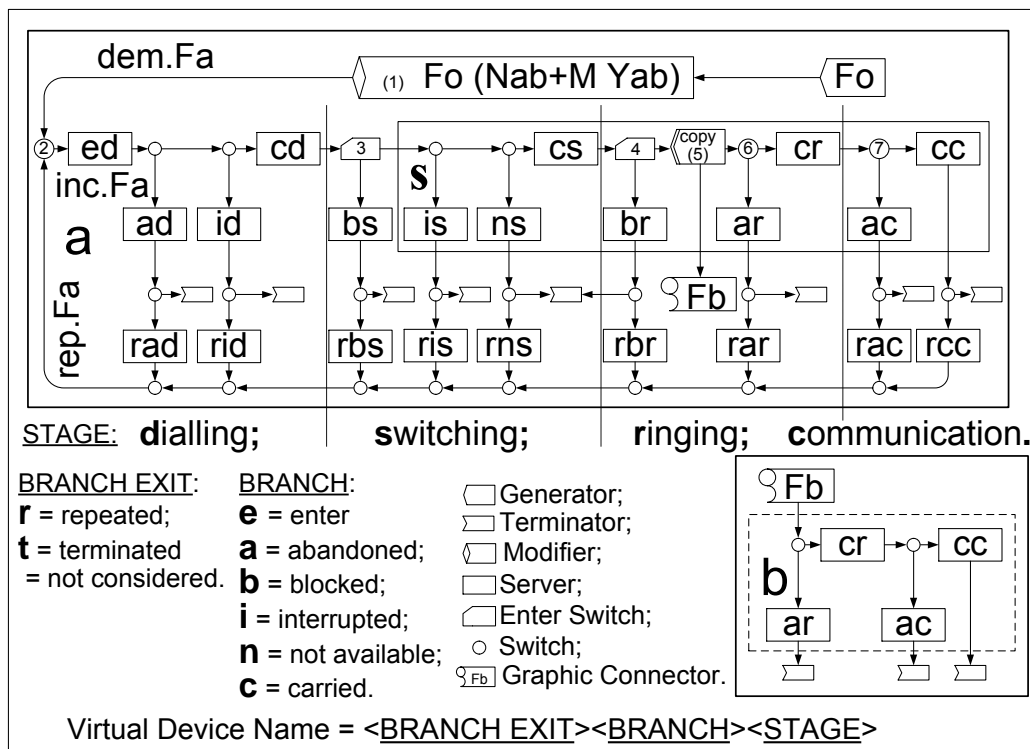 dem.Fa
(1) Fo (Nab+M Yab)
Fo
2 ed cd 3 cs 4 copy (5) 6 cr 7 cc
inc.Fa
s
a
ad id bs is ns br ar ac
Fb
rep.Fa
rad rid rbs ris rns rbr rar rac rcc
STAGE: dialling; switching; ringing; communication.
BRANCH EXIT:
r = repeated;
t = terminated
= not considered.
BRANCH:
e = enter
a = abandoned;
b = blocked;
i = interrupted;
n = not available;
c = carried.
Generator;
Terminator;
Modifier;
Server;
Enter Switch;
Switch;
Fb Graphic Connector.
Fb
cr cc
b
ar ac
Virtual Device Name = <BRANCH EXIT><BRANCH><STAGE>